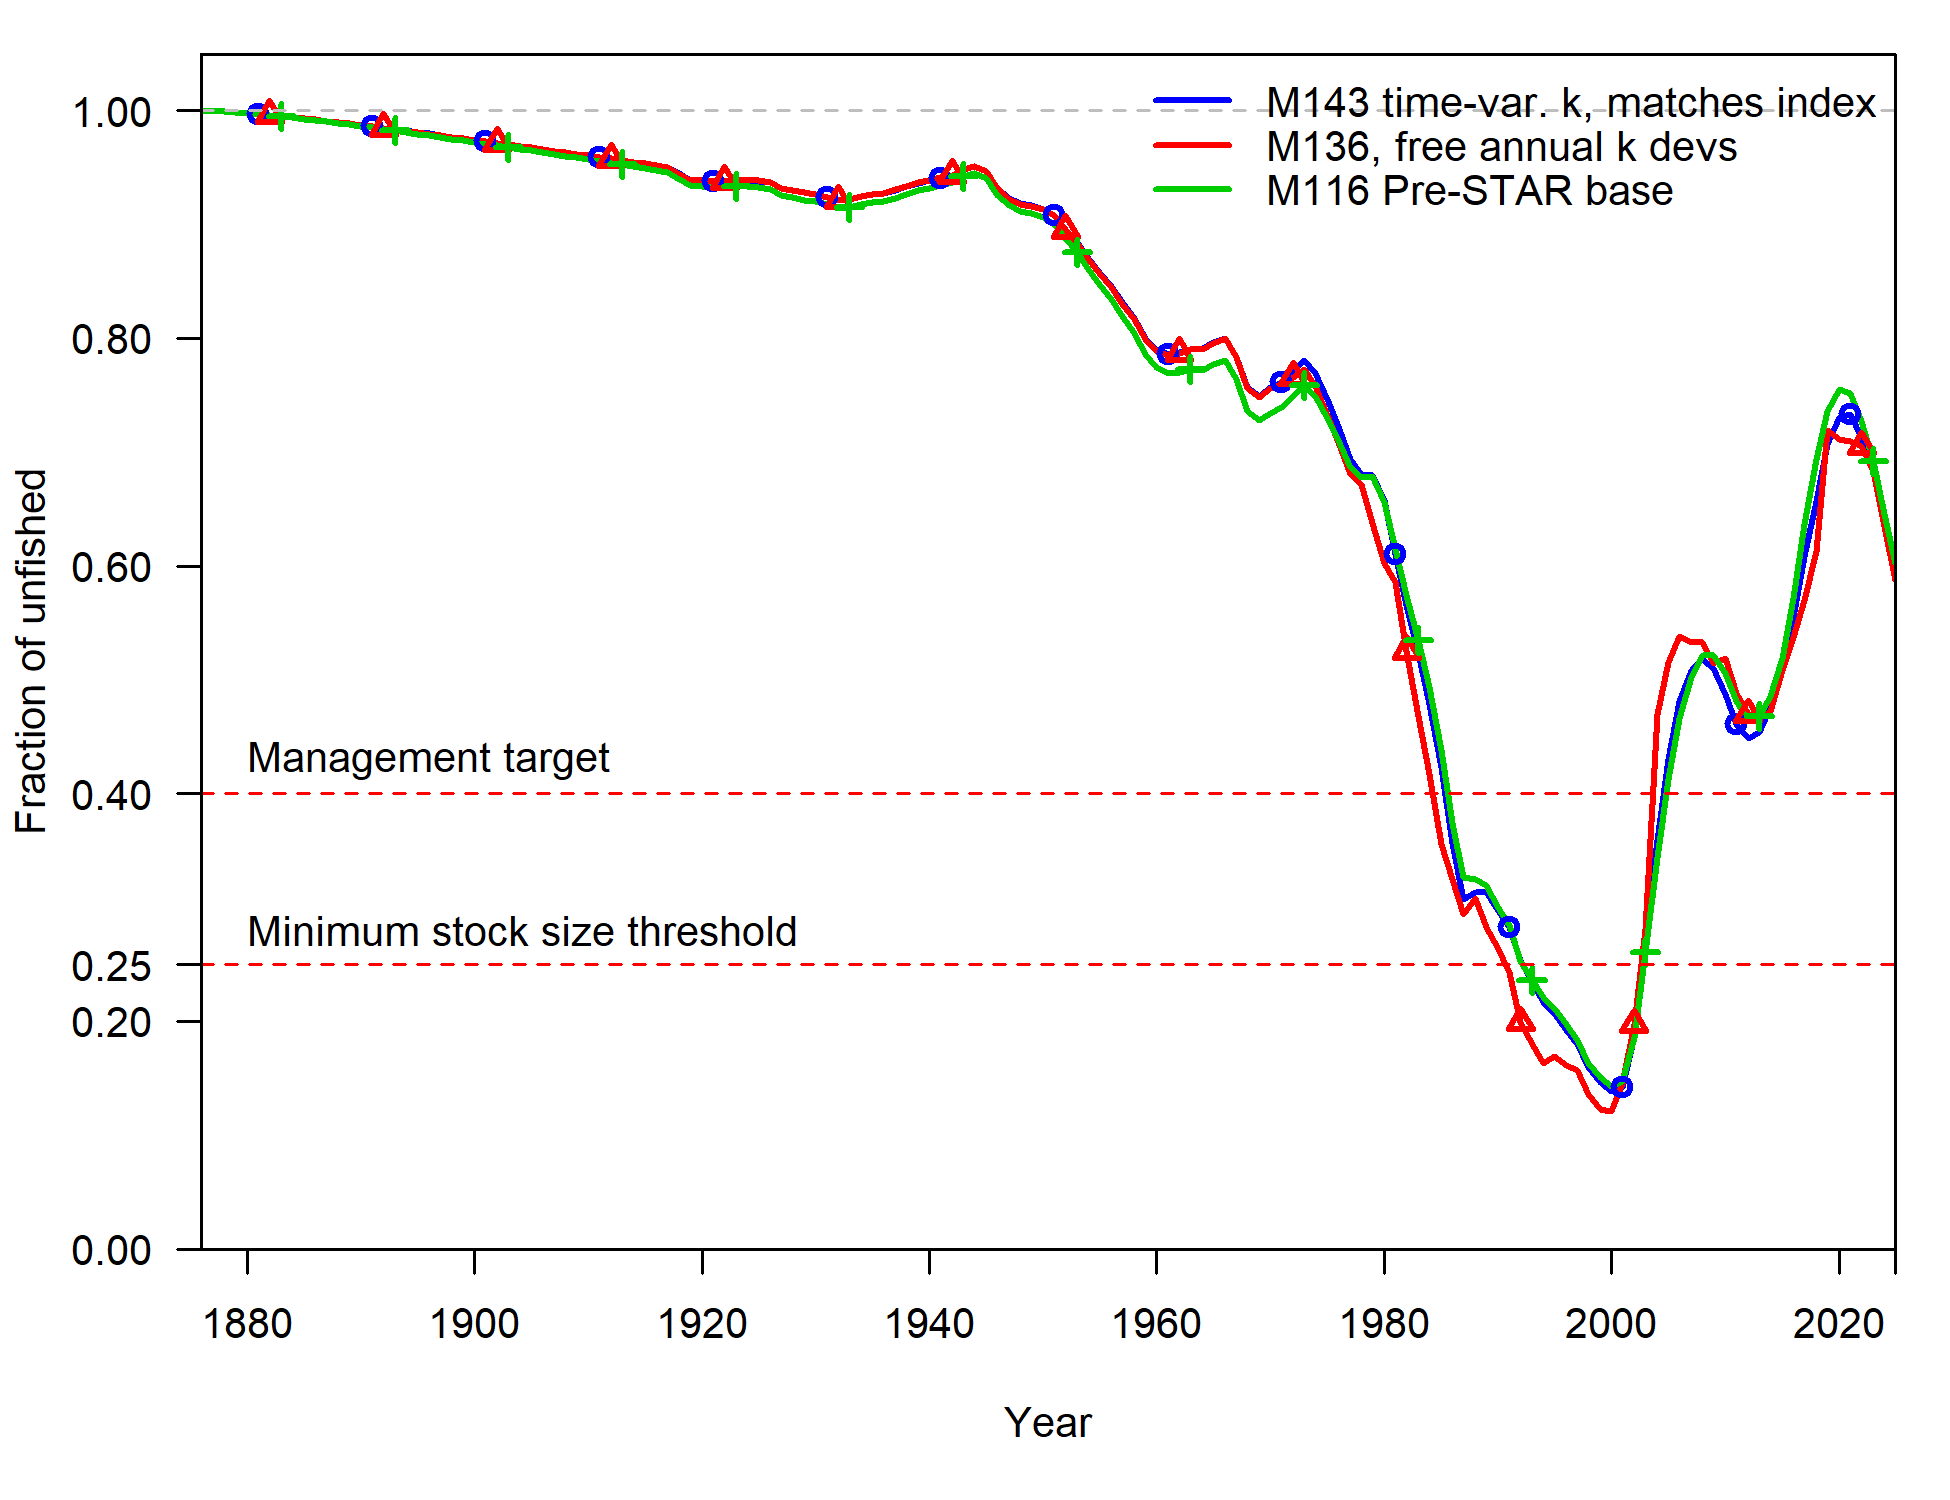 M143 time-var. k, matches index
M136, free annual k devs
M116 Pre-STAR base
1.00
0.80
0.60
0.40
0.25
0.20
0.00
Fraction of unfished
Management target
Minimum stock size threshold
1880 1900 1920 1940 1960 1980 2000 2020
Year